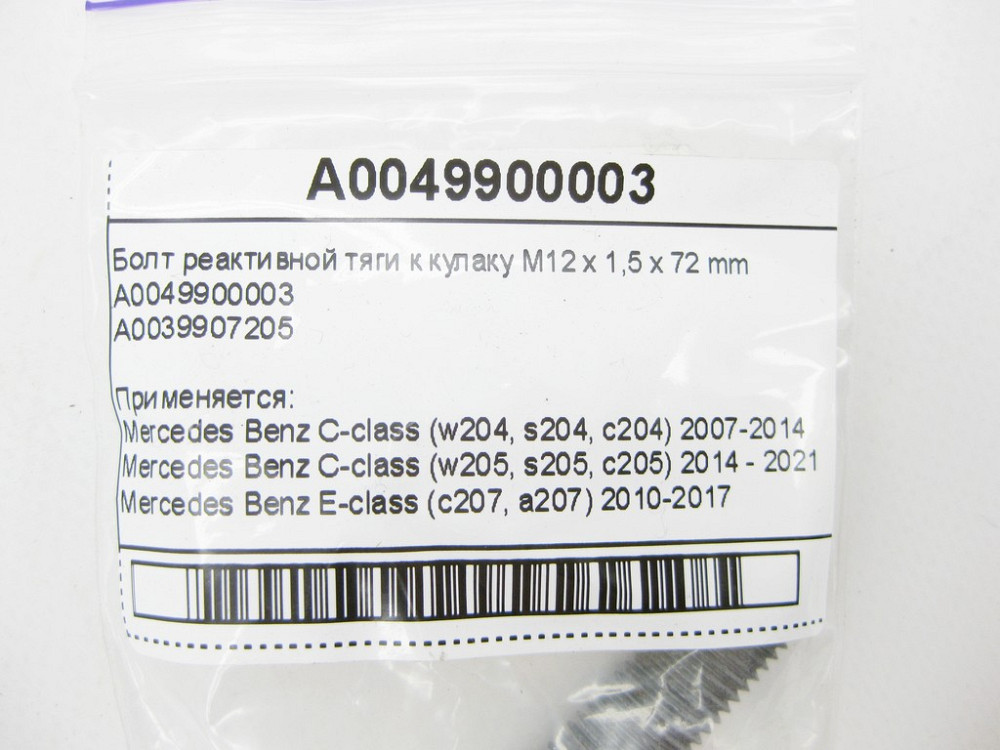 A0049900003
Болт реактивной тяги к кулаку M12 x 1,5 x 72 mm
A0049900003
A0039907205
Применяется:
Mercedes Benz C-class (w204, s204, c204) 2007-2014
Mercedes Benz C-class (w205, s205, c205) 2014 - 2021
Mercedes Benz E-class (c207, a207) 2010-2017